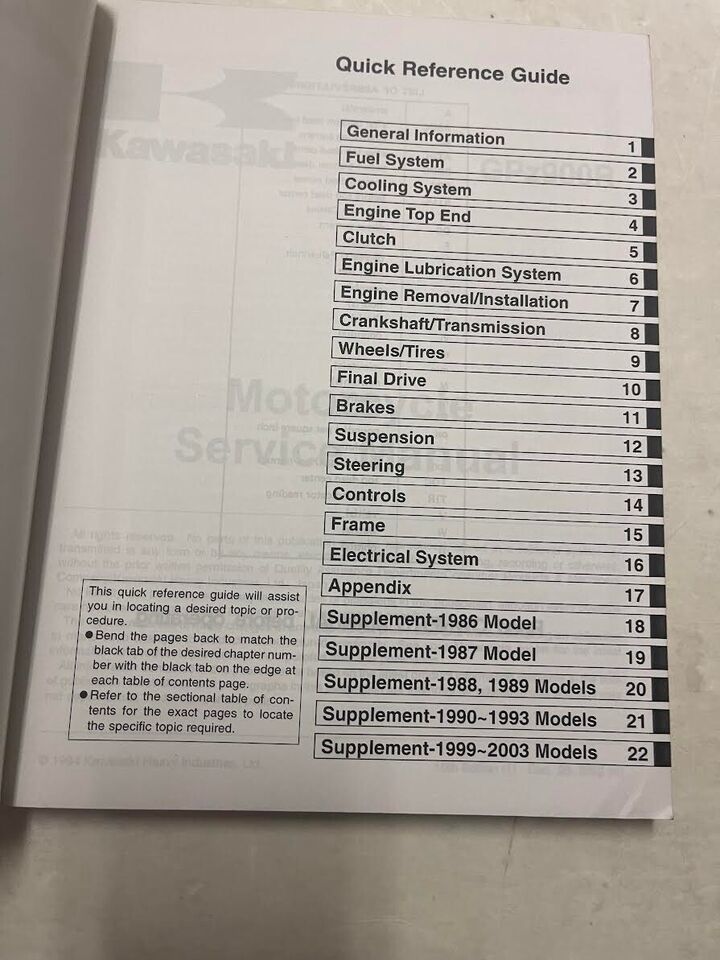 Quick Reference Guide
General Information 1
Fuel System 2
Cooling System 3
Engine Top End 4
Clutch 5
Engine Lubrication System 6
Engine Removal/Installation 7
Crankshaft/Transmission 8
Wheels/Tires 9
Final Drive 10
Brakes 11
Suspension 12
Steering 13
Controls 14
Frame 15
Electrical System 16
Appendix 17
Supplement-1986 Model 18
Supplement-1987 Model 19
Supplement-1988, 1989 Models 20
Supplement-1990~1993 Models 21
Supplement-1999~2003 Models 22
This quick reference guide will assist
you in locating a desired topic or pro-
cedure.
●Bend the pages back to match the
black tab of the desired chapter num-
ber with the black tab on the edge at
each table of contents page.
●Refer to the sectional table of con-
tents for the exact pages to locate
the specific topic required.
Kawasaki
GPz900R
Motorcycle
Service Manual